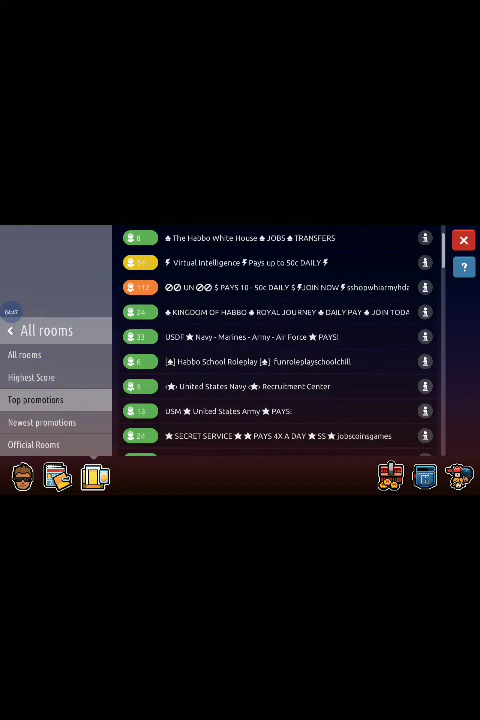 8 ♠ The Habbo White House ♠ JOBS ♠ TRANSFERS
54 ⚡ Virtual Intelligence ⚡ Pays up to 50c DAILY ⚡
112 🚫🚫 UN 🚫🚫 $ PAYS 10 - 50c DAILY $ ⚡JOIN NOW⚡sshopwhiarmyhda
04:47
24 ♣ KINGDOM OF HABBO ♣ ROYAL JOURNEY ♣ DAILY PAY ♣ JOIN TODA
All rooms
33 USDF ★ Navy - Marines - Army - Air Force ★ PAYS!
All rooms
6 [♠] Habbo School Roleplay [♠] funroleplayschoolchill
Highest Score
5 ‹★› United States Navy ‹★› Recruitment Center
Top promotions
13 USM ★ United States Army ★ PAYS!
Newest promotions
24 ★ SECRET SERVICE ★ ★ PAYS 4X A DAY ★ SS ★ jobscoinsgames
Official Rooms